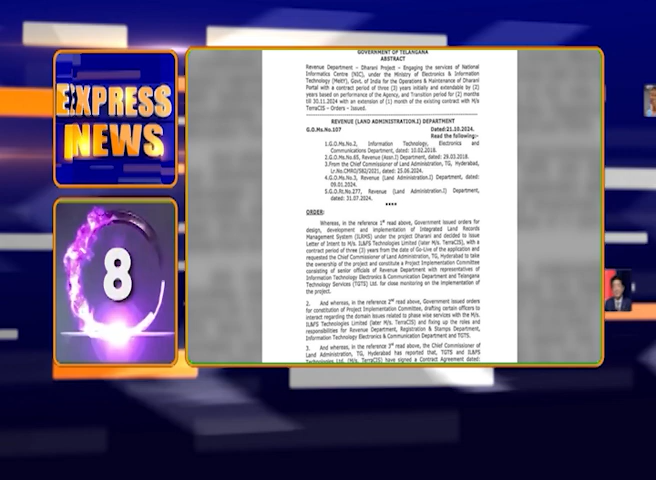 EXPRESS
NEWS
8
GOVERNMENT OF TELANGANA
ABSTRACT
Revenue Department – Dharani Project – Engaging the services of National
Informatics Centre (NIC), under the Ministry of Electronics & Information
Technology (MeitY), Govt. of India for the Operations & Maintenance of Dharani
Portal with a contract period of three (3) years initially and extendable by (2)
years based on performance of the Agency, and Transition period for (2) months
till 30.11.2024 with an extension of (1) month of the existing contract with M/s
TerraCIS – Orders – Issued.
REVENUE (LAND ADMINISTRATION.I) DEPARTMENT
G.O.Ms.No.107 Dated:21.10.2024.
Read the following:-
1.G.O.Ms.No.2, Information Technology, Electronics and
Communications Department, dated: 10.02.2018.
2.G.O.Ms.No.65, Revenue (Assn.I) Department, dated: 29.03.2018.
3.From the Chief Commissioner of Land Administration, TG, Hyderabad,
Lr.No.CMRO/582/2021, dated: 25.06.2024.
4.G.O.Ms.No.3, Revenue (Land Administration.I) Department, dated:
09.01.2024.
5.G.O.Rt.No.277, Revenue (Land Administration.I) Department,
dated: 31.07.2024.
****
ORDER:
Whereas, in the reference 1st read above, Government issued orders for
design, development and implementation of Integrated Land Records
Management System (ILRMS) under the project Dharani and decided to issue
Letter of Intent to M/s. IL&FS Technologies Limited (later M/s. TerraCIS), with a
contract period of three (3) years from the date of Go-Live of the application and
requested the Chief Commissioner of Land Administration, TG, Hyderabad to take
the ownership of the project and constitute a Project Implementation Committee
consisting of senior officials of Revenue Department with representatives of
Information Technology Electronics & Communication Department and Telangana
Technology Services (TGTS) Ltd. for close monitoring on the implementation of
the project.
2. And whereas, in the reference 2nd read above, Government issued orders
for constitution of Project Implementation Committee, drafting certain officers to
interact regarding the domain issues related to phase wise services with the M/s.
IL&FS Technologies Limited (later M/s. TerraCIS) and fixing up the roles and
responsibilities for Revenue Department, Registration & Stamps Department,
Information Technology Electronics & Communication Department and TGTS.
3. And whereas, in the reference 3rd read above, the Chief Commissioner of
Land Administration, TG, Hyderabad has reported that, TGTS and IL&FS
Technologies Ltd. (M/s. TerraCIS) have signed a Contract Agreement dated: